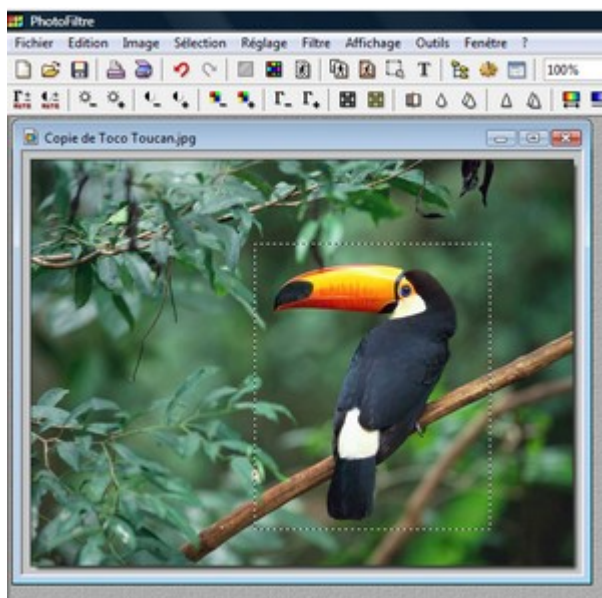 PhotoFiltre
Fichier Edition Image Sélection Réglage Filtre Affichage Outils Fenêtre ?
T 100%
Copie de Toco Toucan.jpg